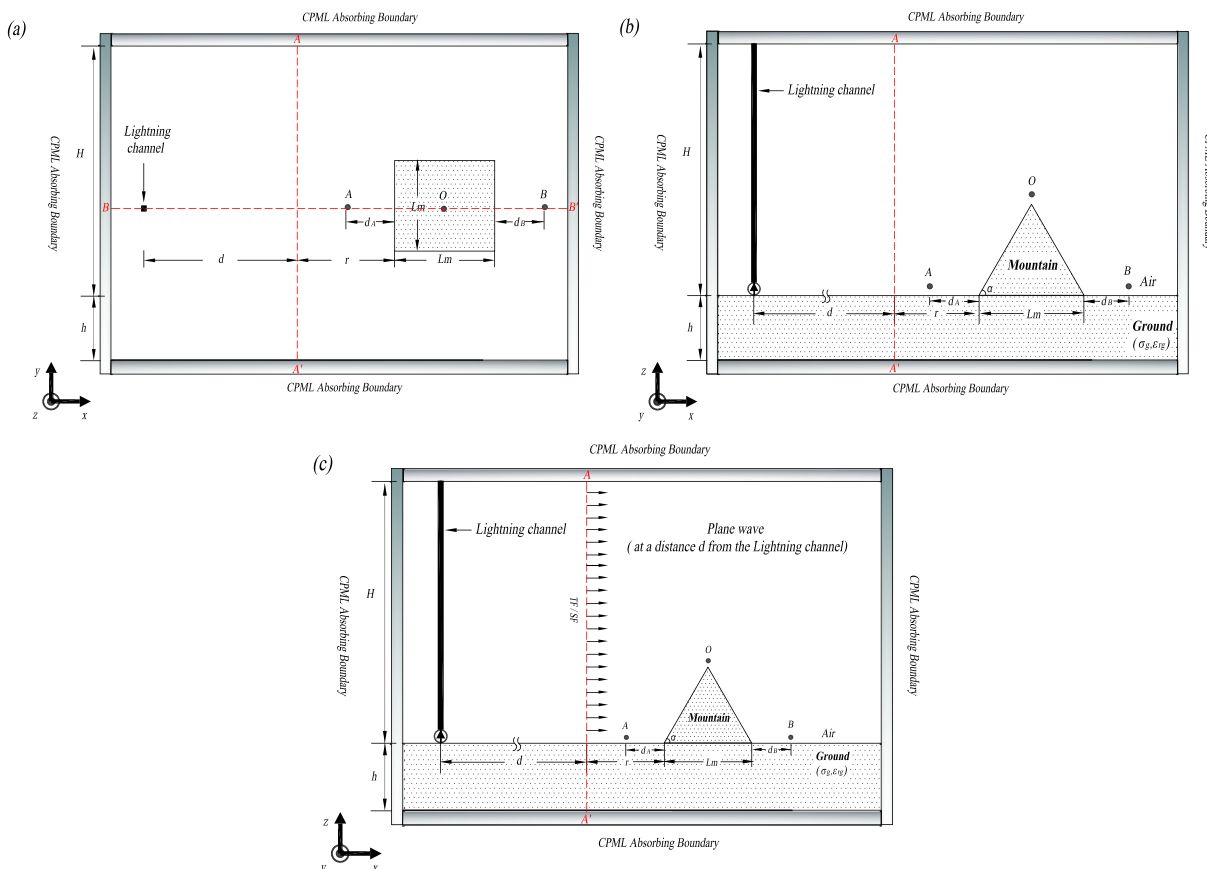 (a)
CPML Absorbing Boundary
A
H
CPML Absorbing Boundary
Lightning
channel
B
A
O
B
B'
Lm
dA
dB
d
r
Lm
h
A'
CPML Absorbing Boundary
CPML Absorbing Boundary
y
z
x
(b)
CPML Absorbing Boundary
A
Lightning channel
H
CPML Absorbing Boundary
O
A
Mountain
B
Air
α
dA
dB
d
r
Lm
h
Ground
(σg,εrg)
A'
CPML Absorbing Boundary
z
y
x
(c)
CPML Absorbing Boundary
A
Lightning channel
Plane wave
( at a distance d from the Lightning channel)
H
CPML Absorbing Boundary
CPML Absorbing Boundary
TF / SF
O
A
Mountain
B
Air
α
dA
dB
Ground
(σg,εrg)
d
r
Lm
h
A'
CPML Absorbing Boundary
z
y
x